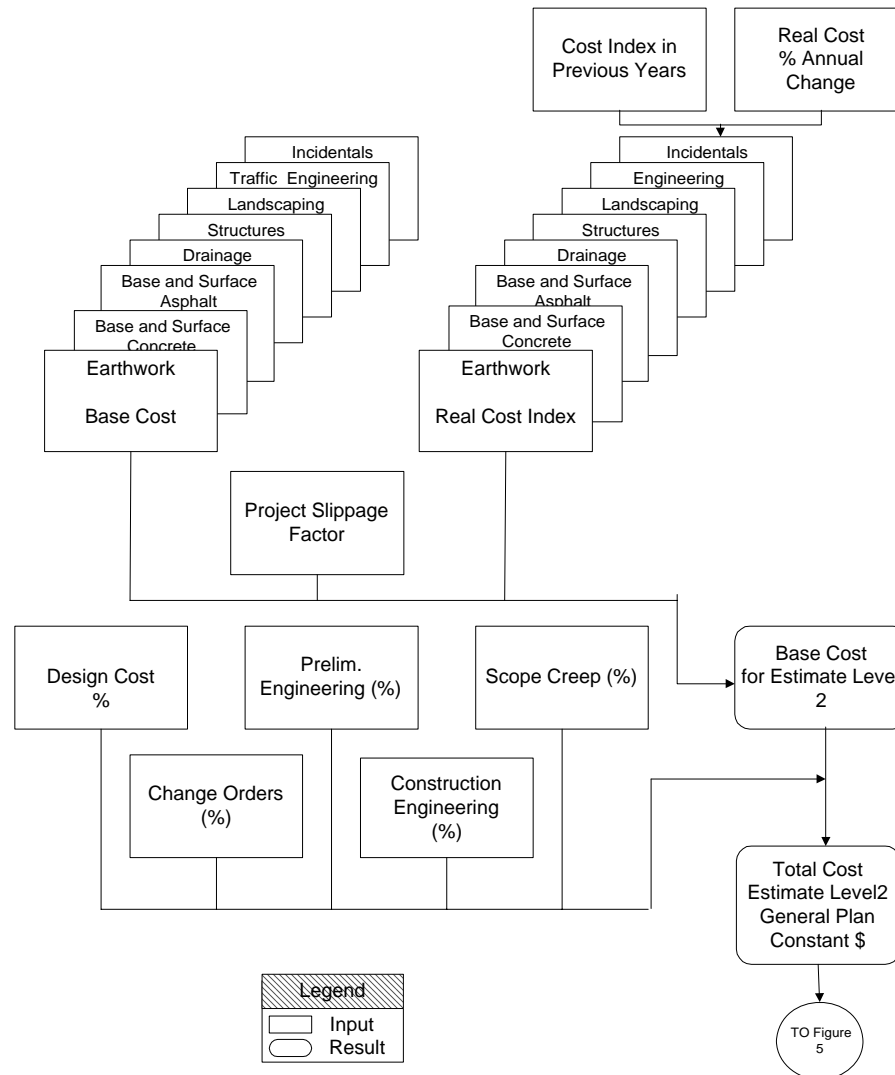 Cost Index in
Previous Years
Real Cost
% Annual
Change
Incidentals
Traffic Engineering
Landscaping
Structures
Drainage
Base and Surface
Asphalt
Base and Surface
Concrete
Earthwork
Base Cost
Incidentals
Engineering
Landscaping
Structures
Drainage
Base and Surface
Asphalt
Base and Surface
Concrete
Earthwork
Real Cost Index
Project Slippage
Factor
Design Cost
%
Prelim.
Engineering (%)
Scope Creep (%)
Base Cost
for Estimate Level
2
Change Orders
(%)
Construction
Engineering
(%)
Total Cost
Estimate Level2
General Plan
Constant $
Legend
Input
Result
TO Figure
5